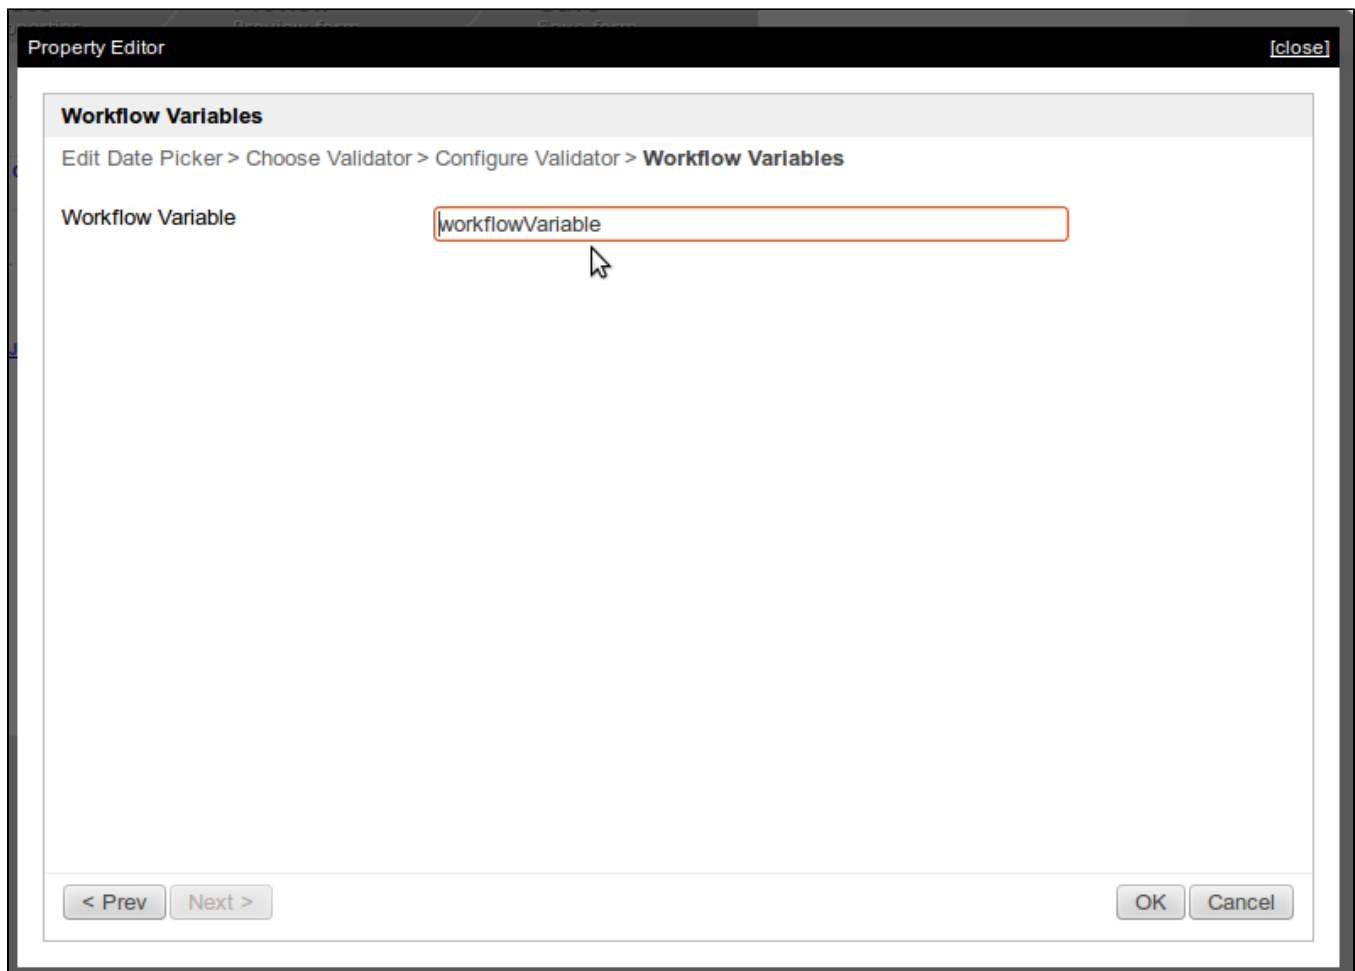 Property Editor [close]
Workflow Variables
Edit Date Picker > Choose Validator > Configure Validator > Workflow Variables
Workflow Variable workflowVariable
< Prev Next > OK Cancel